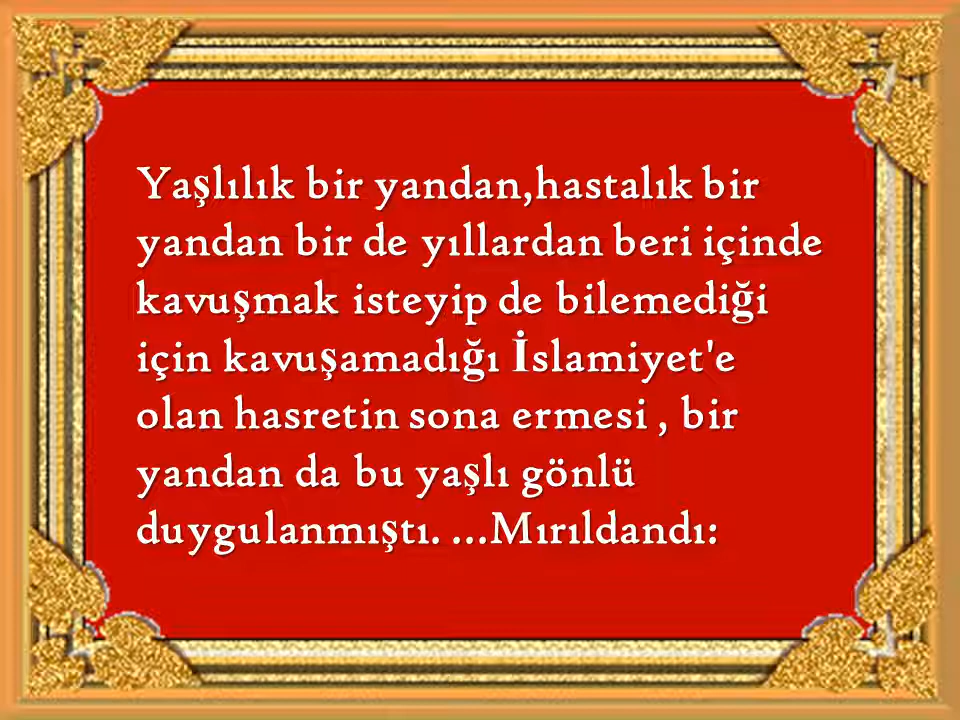 Yaşlılık bir yandan,hastalık bir
yandan bir de yıllardan beri içinde
kavuşmak isteyip de bilemediği
için kavuşamadığı İslamiyet'e
olan hasretin sona ermesi , bir
yandan da bu yaşlı gönlü
duygulanmıştı. ...Mırıldandı: